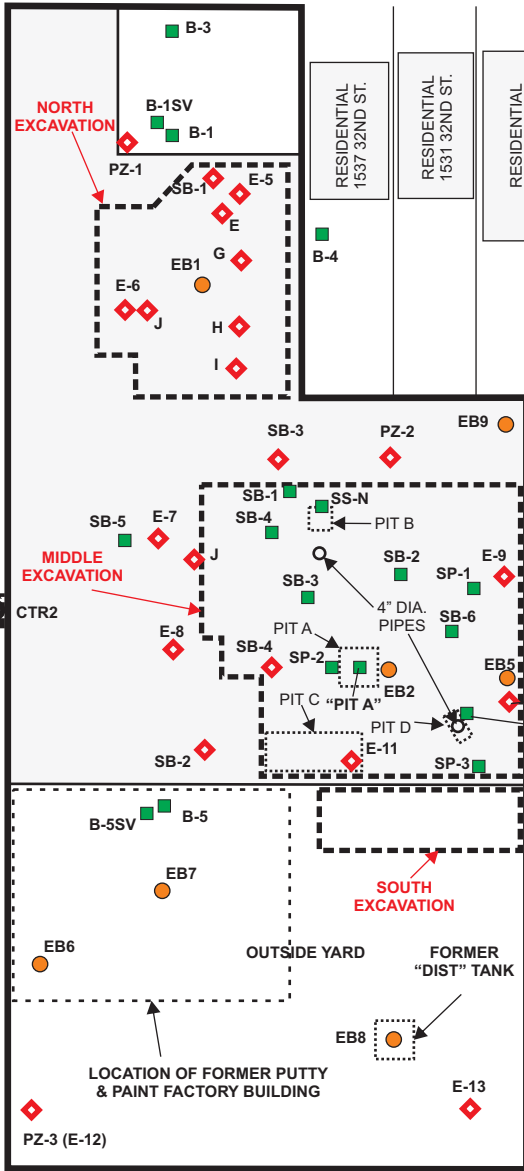 B-3
NORTH
EXCAVATION
B-1SV
B-1
PZ-1
RESIDENTIAL
1537 32ND ST.
RESIDENTIAL
1531 32ND ST.
RESIDENTIAL
SB-1
E-5
E
B-4
G
EB1
E-6
J
H
I
EB9
SB-3
PZ-2
SB-1
SS-N
E-7
SB-4
PIT B
SB-5
J
SB-2
E-9
MIDDLE
EXCAVATION
SP-1
SB-3
4" DIA.
PIPES
CTR2
PIT A
SB-6
E-8
SB-4
SP-2
EB2
EB5
"PIT A"
PIT C
PIT D
SB-2
E-11
SP-3
B-5
B-5SV
EB7
SOUTH
EXCAVATION
EB6
OUTSIDE YARD
FORMER
"DIST" TANK
EB8
LOCATION OF FORMER PUTTY
& PAINT FACTORY BUILDING
E-13
PZ-3 (E-12)